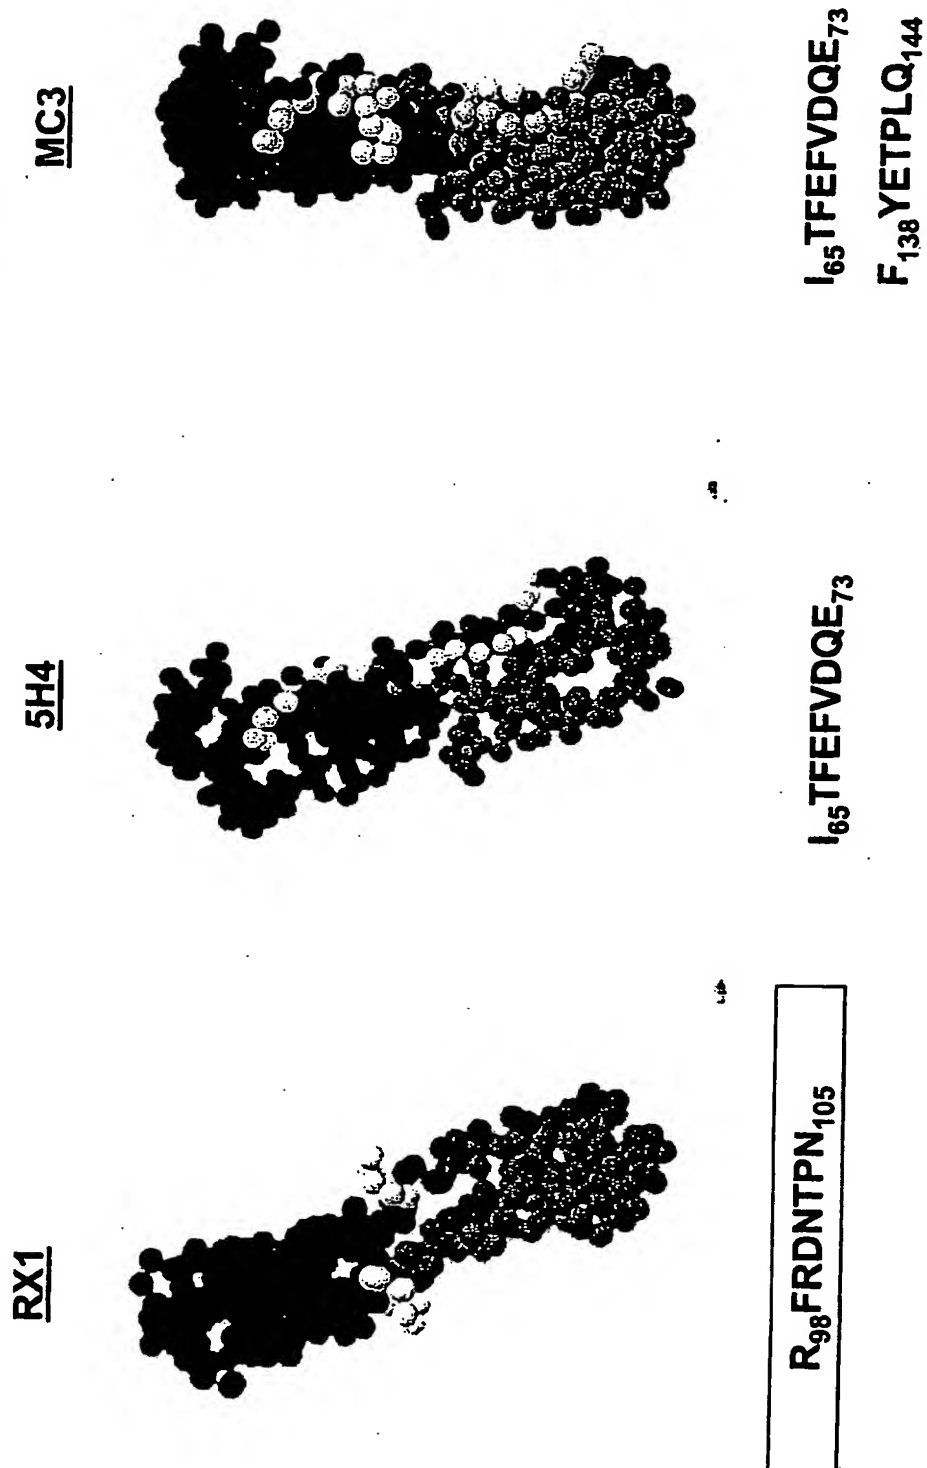 RX1
5H4
MC3
R98FRDNTPN105
I65TFEFVDQE73
I65TFEFVDQE73
F138YETPLQ144